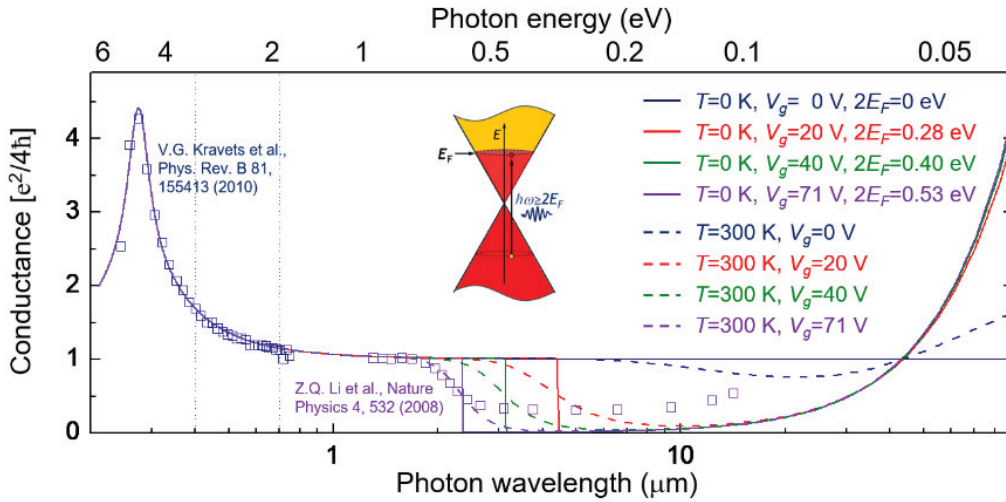 Photon energy (eV)
6 4 2 1 0.5 0.2 0.1 0.05
Conductance [e²/4ħ]
4
3
2
1
0
V.G. Kravets et al.,
Phys. Rev. B 81,
155413 (2010)
E
E_F
ħω≥2E_F
T=0 K, V_g= 0 V, 2E_F=0 eV
T=0 K, V_g=20 V, 2E_F=0.28 eV
T=0 K, V_g=40 V, 2E_F=0.40 eV
T=0 K, V_g=71 V, 2E_F=0.53 eV
T=300 K, V_g=0 V
T=300 K, V_g=20 V
T=300 K, V_g=40 V
T=300 K, V_g=71 V
Z.Q. Li et al., Nature
Physics 4, 532 (2008)
1 10
Photon wavelength (μm)